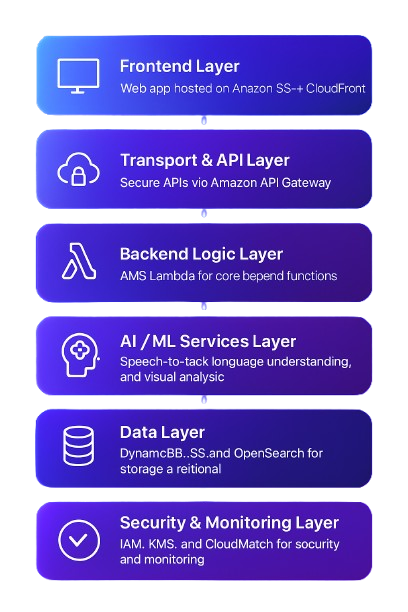 Frontend Layer
Web app hosted on Anazon SS-+ CloudFront
Transport & API Layer
Secure APIs vio Amazon API Gateway
Backend Logic Layer
AMS Lambda for core bepend functions
AI / ML Services Layer
Speech-to-tack longuage understanding,
and visual analysic
Data Layer
DynamcBB..SS.and OpenSearch for
storage a reitional
Security & Monitoring Layer
IAM. KMS. and CloudMatch for socurity
and monitoring